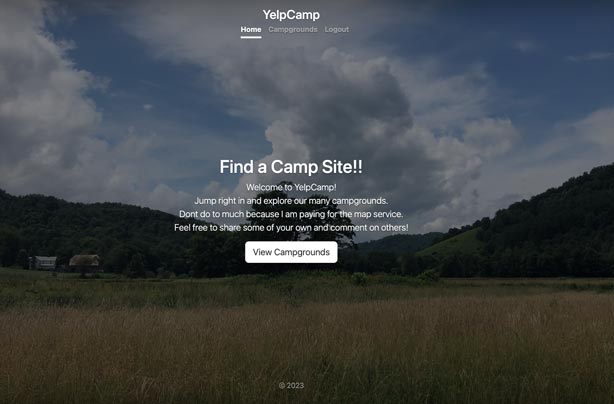 YelpCamp
Home Campgrounds Logout
Find a Camp Site!!
Welcome to YelpCamp!
Jump right in and explore our many campgrounds.
Dont do to much because I am paying for the map service.
Feel free to share some of your own and comment on others!
View Campgrounds
© 2023